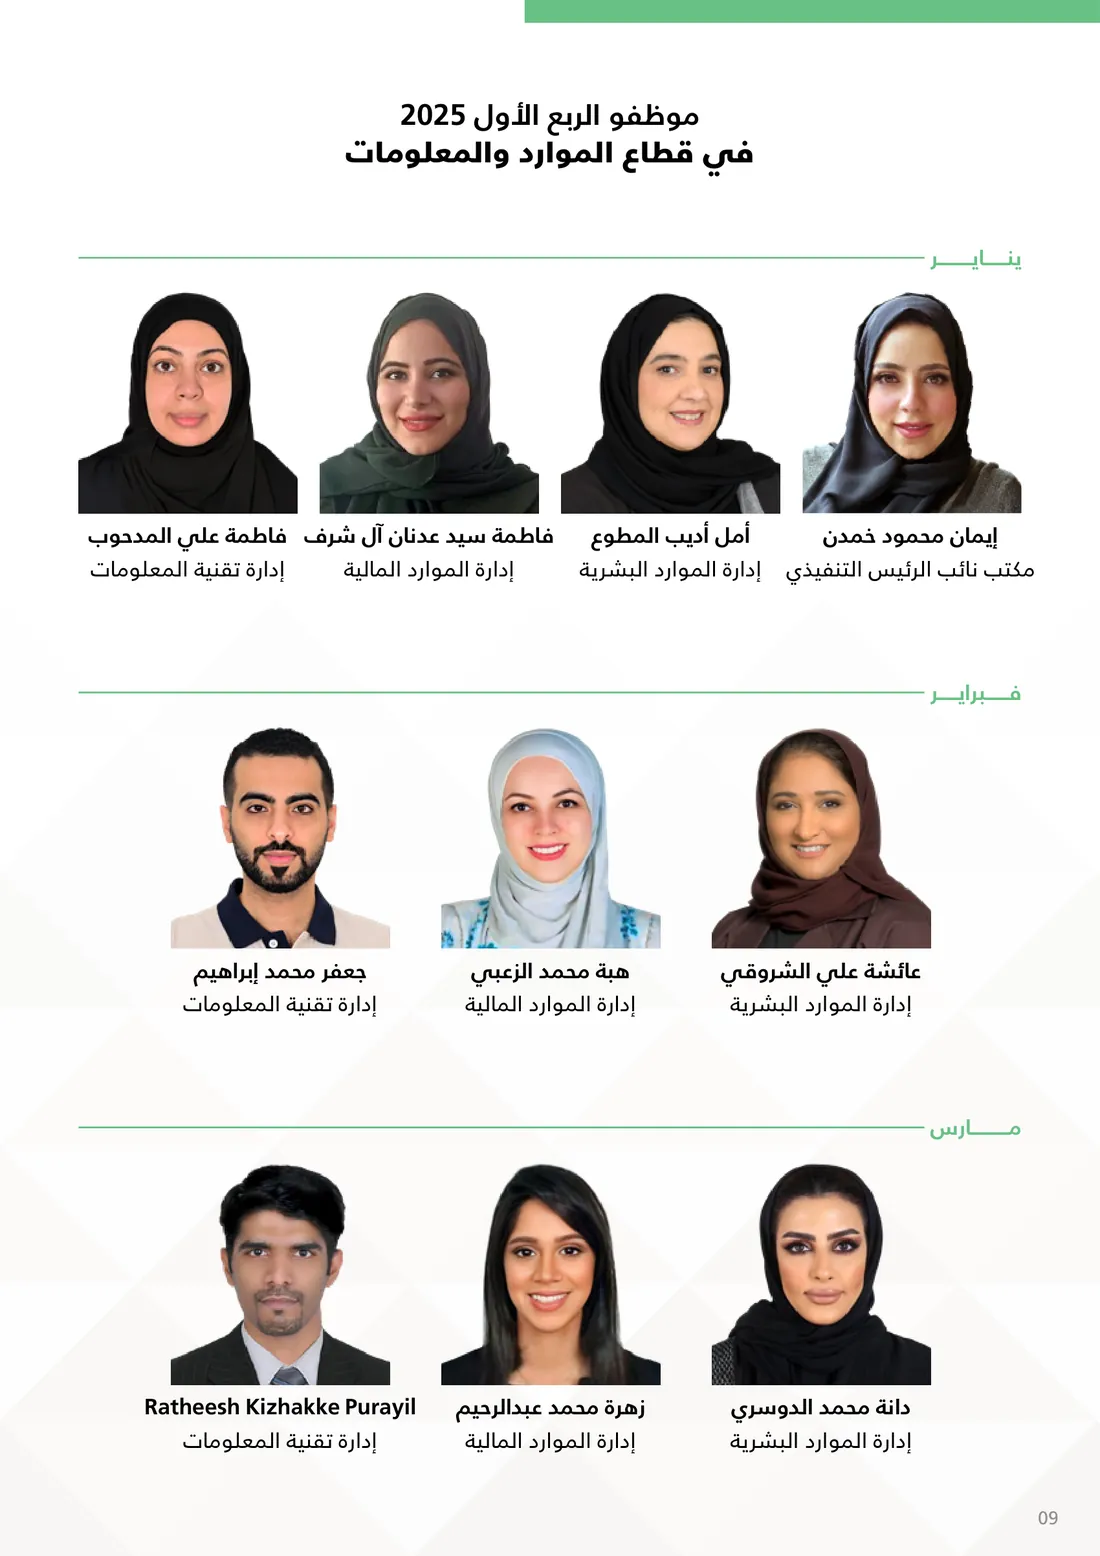 موظفو الربع الأول 2025
في قطاع الموارد والمعلومات
ينـــايـــــــر
إيمان محمود خمدن
مكتب نائب الرئيس التنفيذي
أمل أديب المطوع
إدارة الموارد البشرية
فاطمة سيد عدنان آل شرف
إدارة الموارد المالية
فاطمة علي المدحوب
إدارة تقنية المعلومات
فـــــبرايـــر
عائشة علي الشروقي
إدارة الموارد البشرية
هبة محمد الزعبي
إدارة الموارد المالية
جعفر محمد إبراهيم
إدارة تقنية المعلومات
مـــــــارس
دانة محمد الدوسري
إدارة الموارد البشرية
زهرة محمد عبدالرحيم
إدارة الموارد المالية
Ratheesh Kizhakke Purayil
إدارة تقنية المعلومات
09